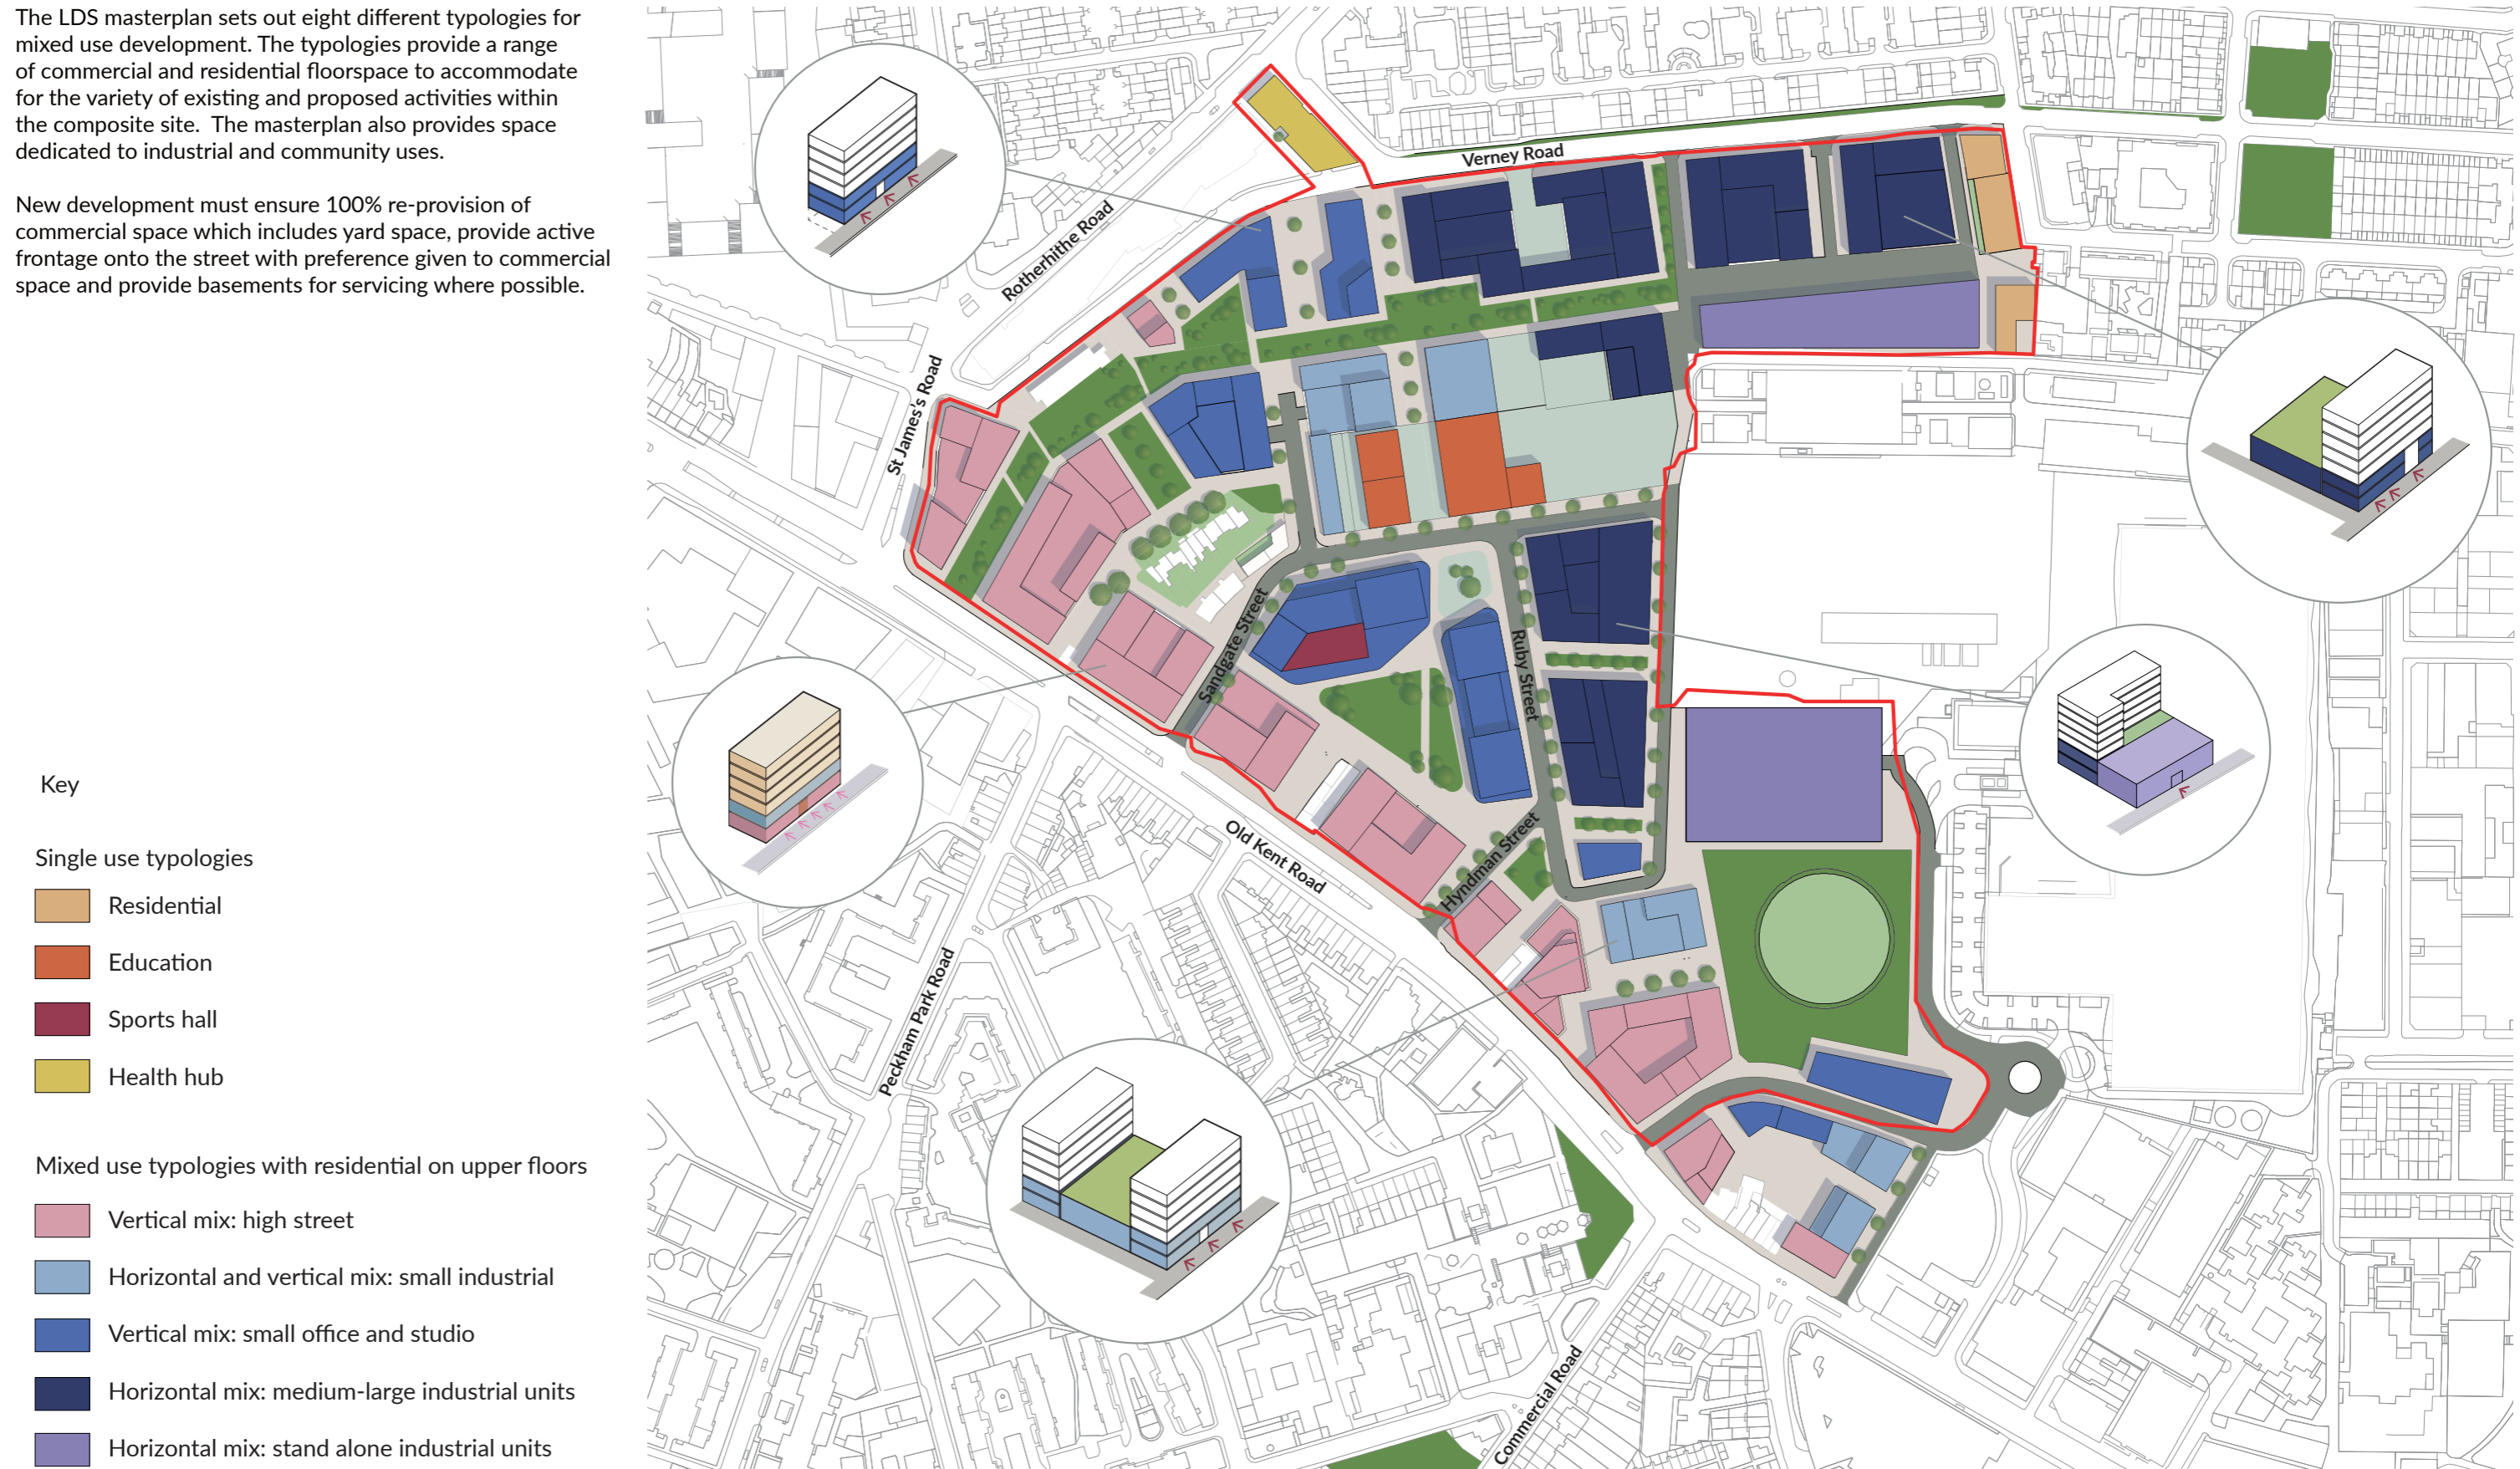 The LDS masterplan sets out eight different typologies for
mixed use development. The typologies provide a range
of commercial and residential floorspace to accommodate
for the variety of existing and proposed activities within
the composite site.  The masterplan also provides space
dedicated to industrial and community uses.
New development must ensure 100% re-provision of
commercial space which includes yard space, provide active
frontage onto the street with preference given to commercial
space and provide basements for servicing where possible.
Key
Single use typologies
Residential
Education
Sports hall
Health hub
Mixed use typologies with residential on upper floors
Vertical mix: high street
Horizontal and vertical mix: small industrial
Vertical mix: small office and studio
Horizontal mix: medium-large industrial units
Horizontal mix: stand alone industrial units
Verney Road
Rotherhithe Road
St James's Road
Sandgate Street
Ruby Street
Hyndman Street
Old Kent Road
Peckham Park Road
Commercial Road